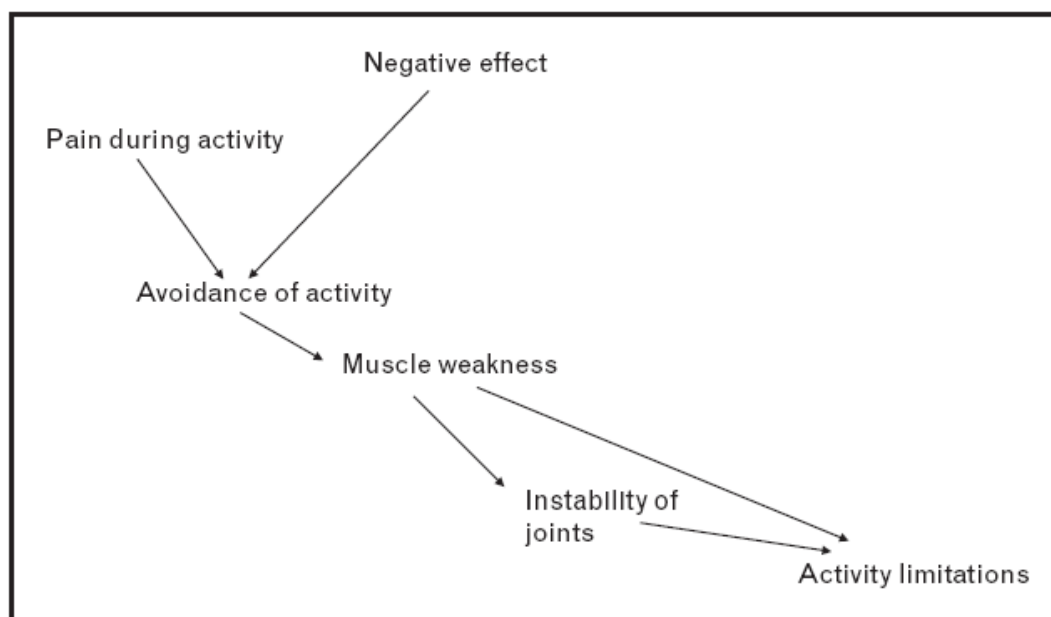 Negative effect
Pain during activity
Avoidance of activity
Muscle weakness
Instability of
joints
Activity limitations